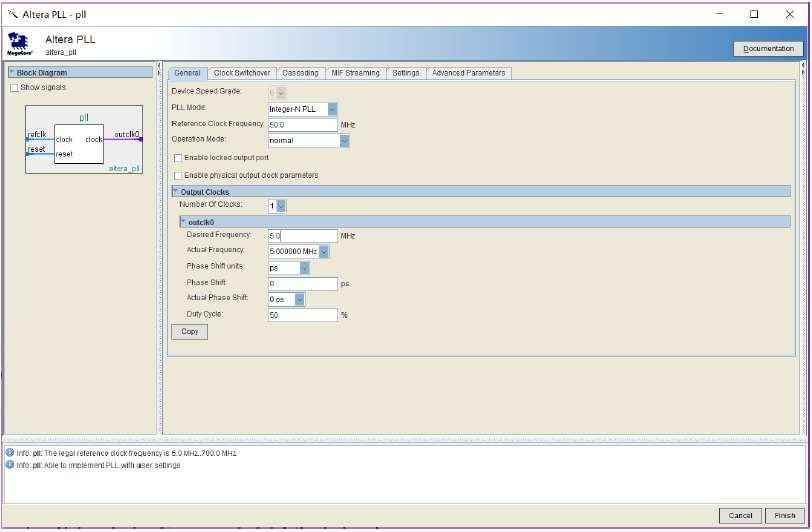 Altera PLL - pll
Altera PLL
altera_pll
MegaCore
Documentation
Block Diagram
Show signals
pll
refclk
clock clock
outclk0
reset
reset
altera_pll
General Clock Switchover Cascading MIF Streaming Settings Advanced Parameters
Device Speed Grade: 6
PLL Mode: Integer-N PLL
Reference Clock Frequency: 50.0 MHz
Operation Mode: normal
Enable locked output port
Enable physical output clock parameters
Output Clocks
Number Of Clocks: 1
outclk0
Desired Frequency: 5.0 MHz
Actual Frequency: 5.000000 MHz
Phase Shift units: ps
Phase Shift: 0 ps
Actual Phase Shift: 0 ps
Duty Cycle: 50 %
Copy
Info: pll: The legal reference clock frequency is 5.0 MHz..700.0 MHz
Info: pll: Able to implement PLL with user settings
Cancel Finish